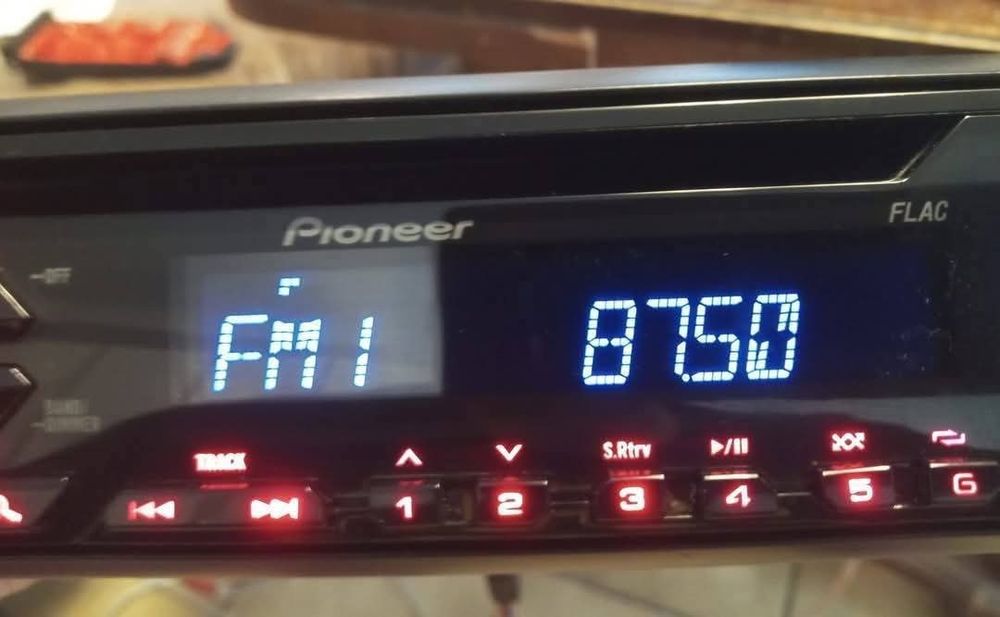 Pioneer
FLAC
OFF
FM1
87.50
TRACK
S.Rtrv
1
2
3
4
5
6